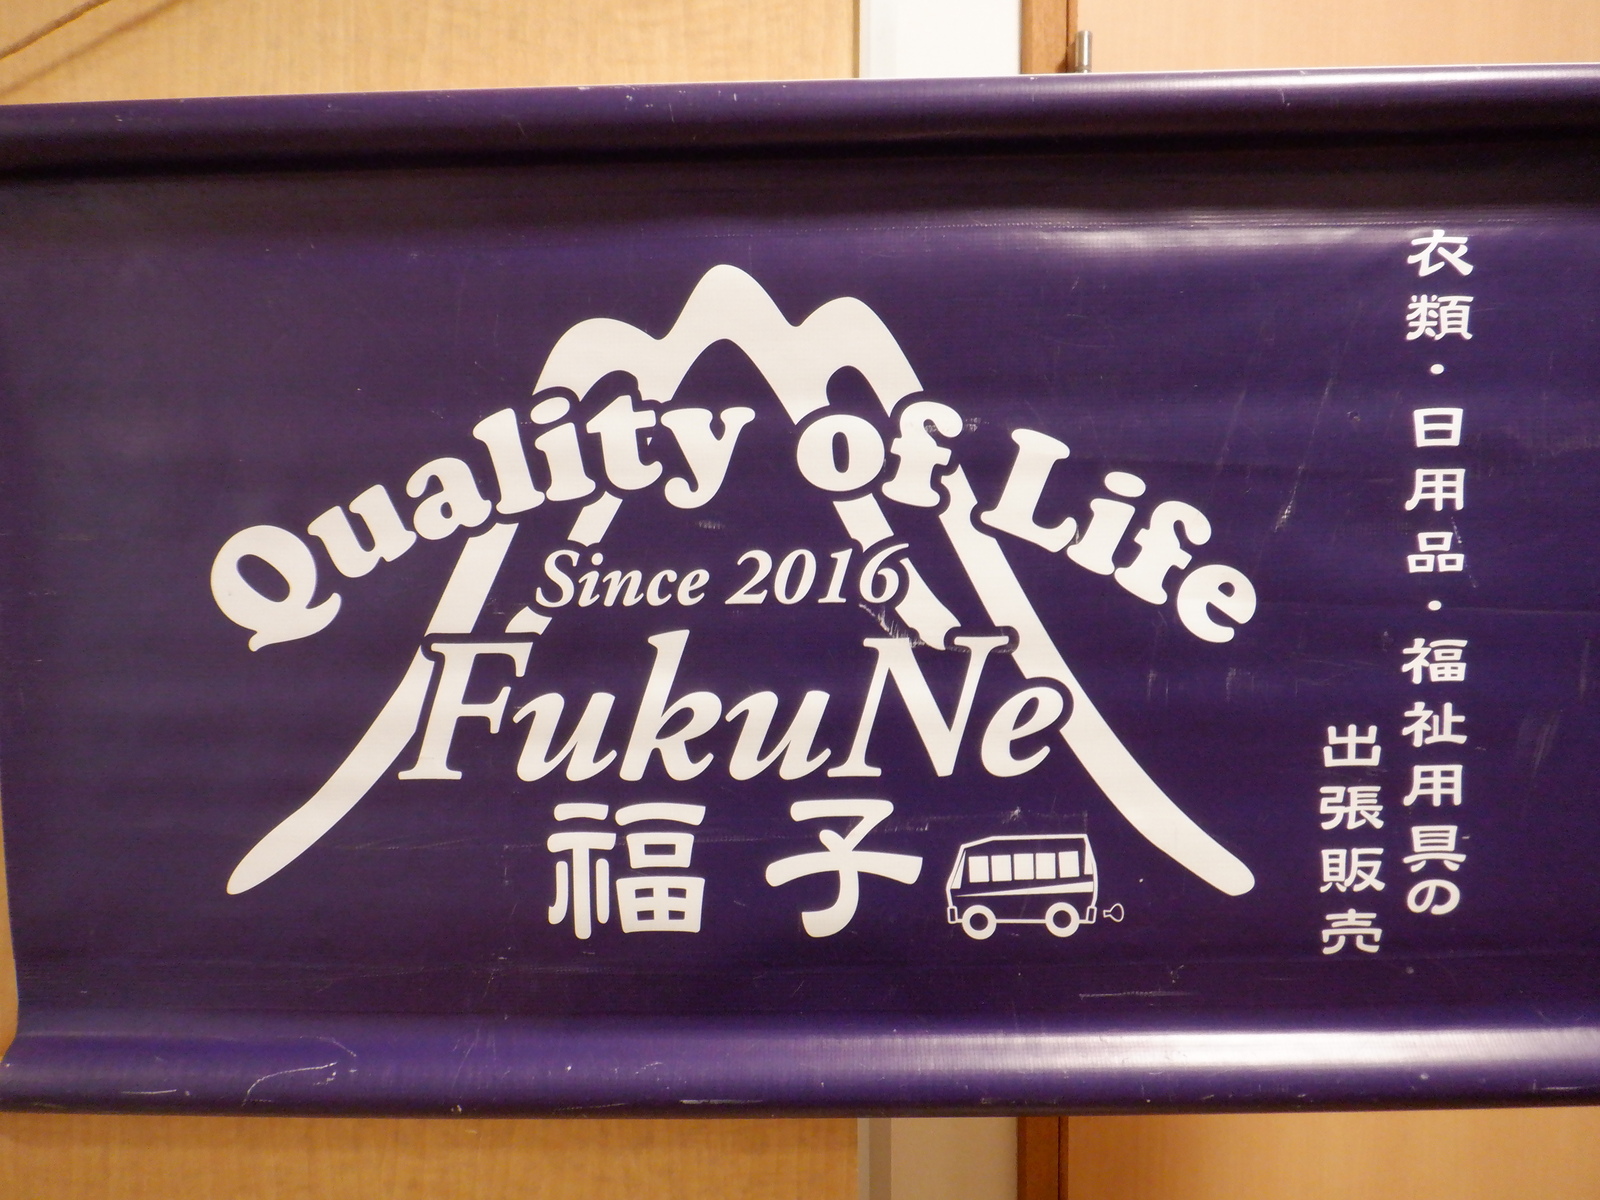 Quality of Life
Since 2016
FukuNe
福子
衣類・日用品・福祉用具の
出張販売